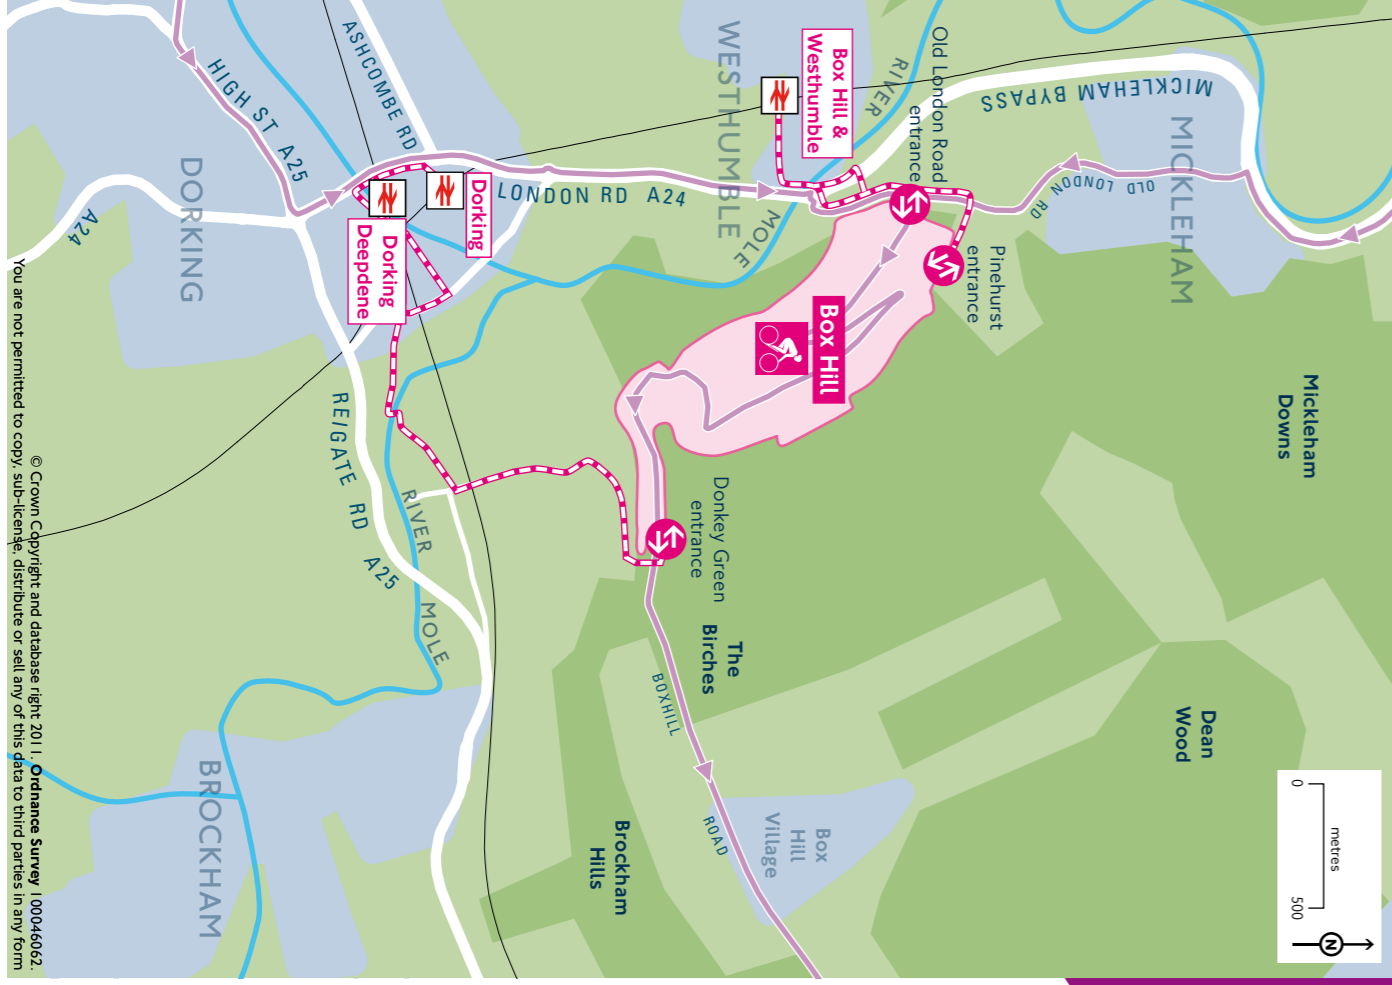 MICKLEHAM
MICKLEHAM BYPASS
OLD LONDON RD
Mickleham
Downs
Dean
Wood
0
metres
500
N
RIVER
MOLE
Old London Road
entrance
Pinehurst
entrance
Box Hill &
Westhumble
WESTHUMBLE
Box Hill
LONDON RD A24
Donkey Green
entrance
The
Birches
BOXHILL
ROAD
Box
Hill
Village
Brockham
Hills
ASHCOMBE RD
HIGH ST A25
Dorking
Dorking
Deepdene
DORKING
A24
REIGATE RD A25
RIVER MOLE
BROCKHAM
© Crown Copyright and database right 2011. Ordnance Survey 100046062.
You are not permitted to copy, sub-license, distribute or sell any of this data to third parties in any form